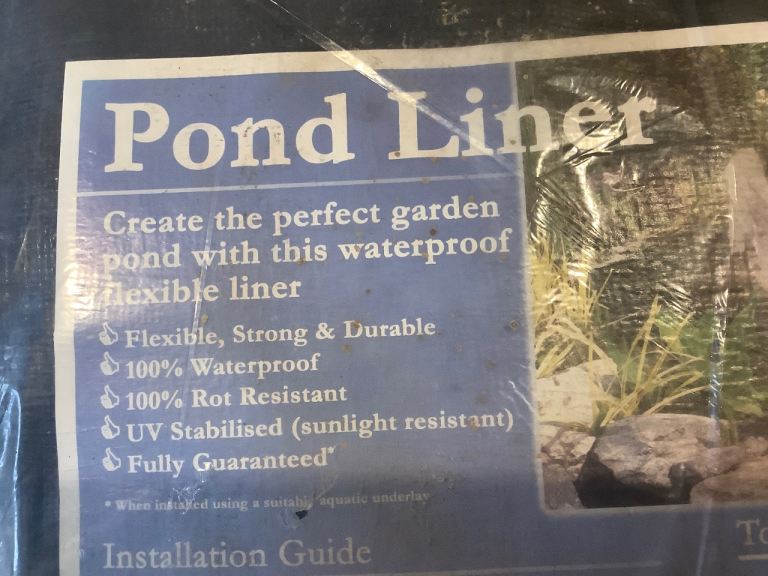 Pond Liner
Create the perfect garden
pond with this waterproof
flexible liner
Flexible, Strong & Durable
100% Waterproof
100% Rot Resistant
UV Stabilised (sunlight resistant)
Fully Guaranteed*
* When installed using a suitable aquatic underlay
Installation Guide